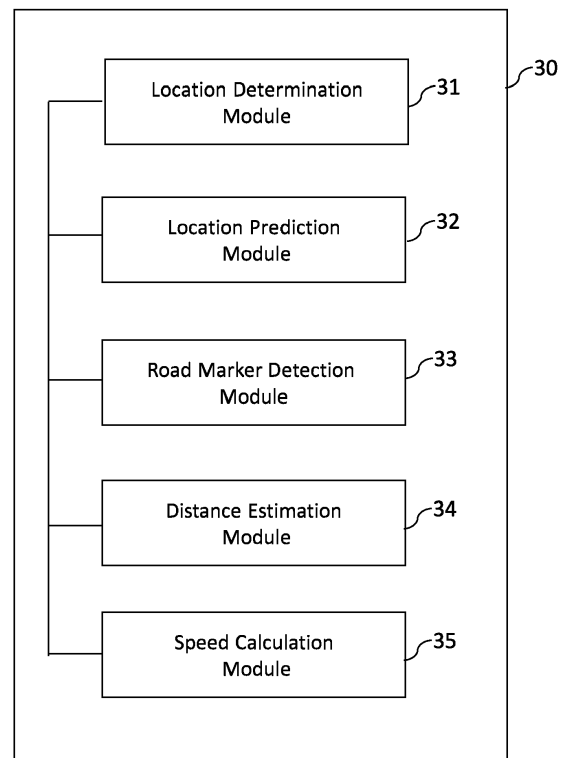 30
Location Determination
Module
31
Location Prediction
Module
32
Road Marker Detection
Module
33
Distance Estimation
Module
34
Speed Calculation
Module
35